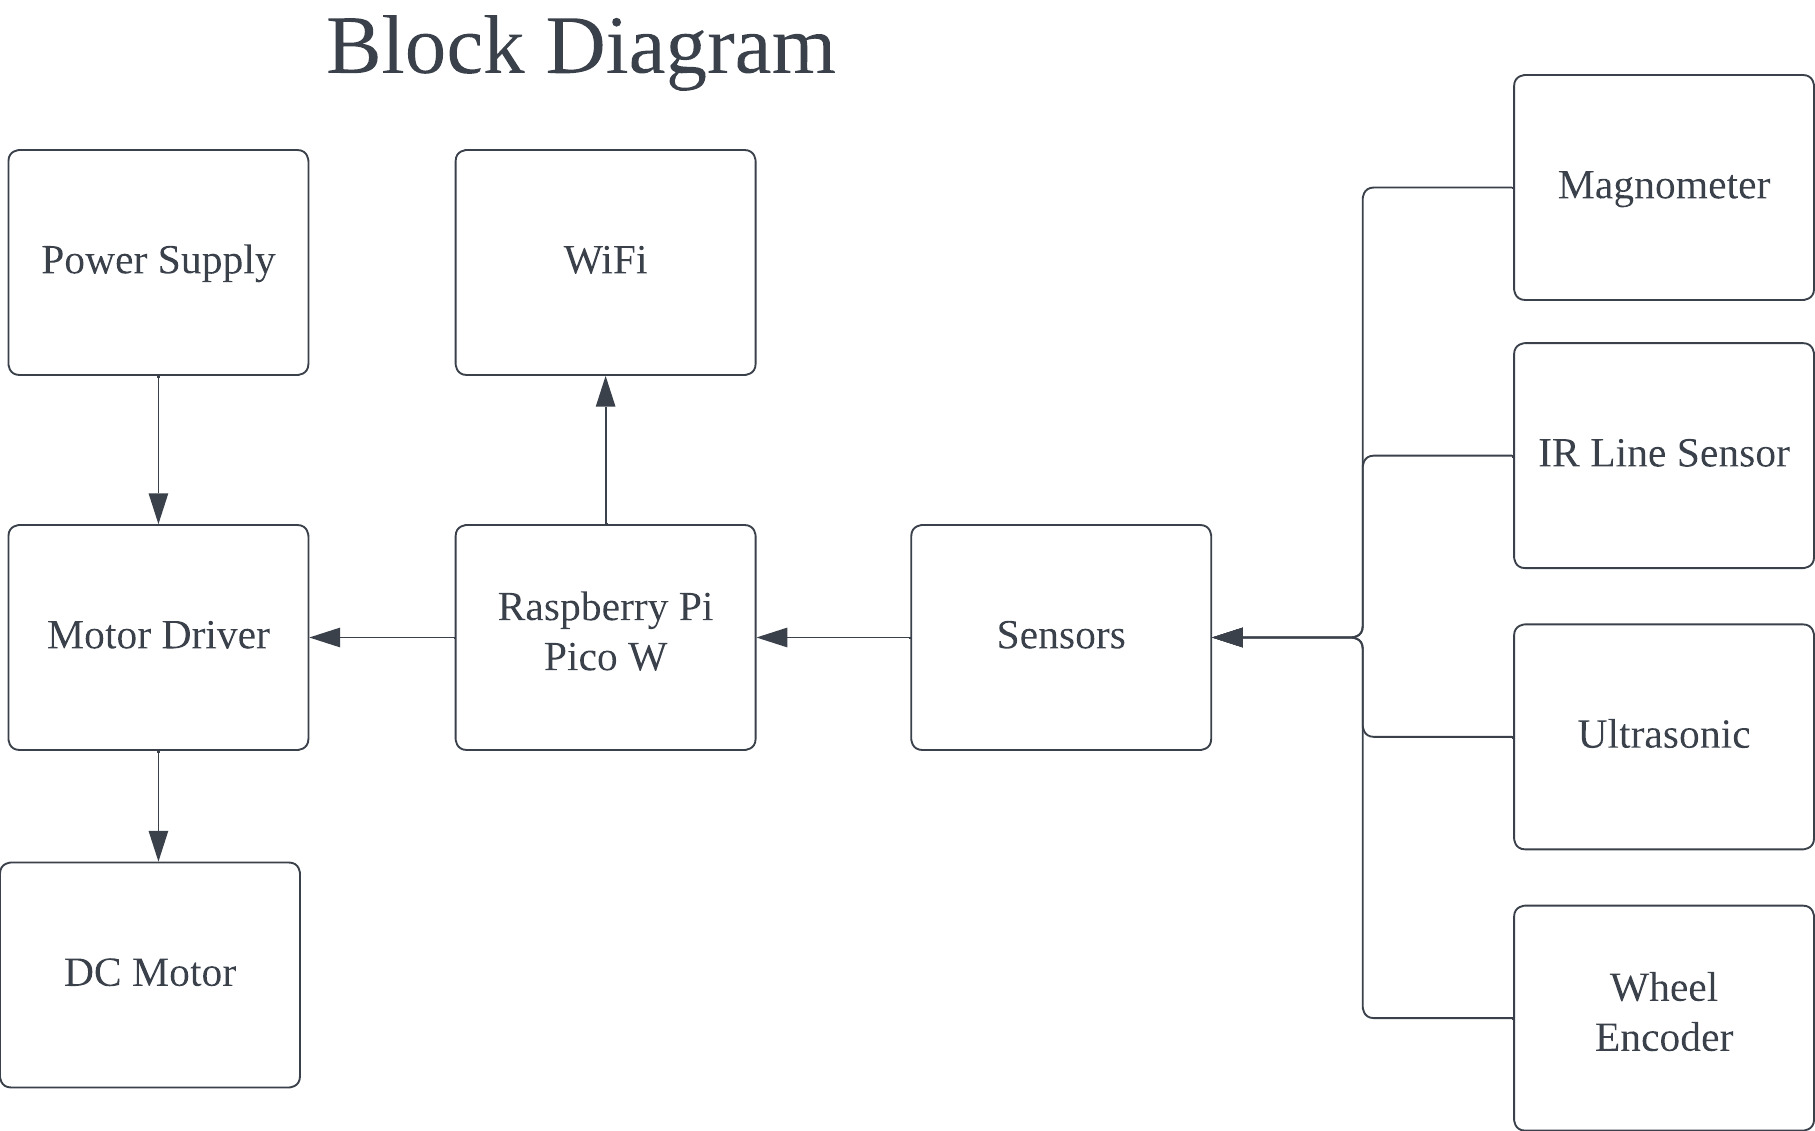 Block Diagram
Power Supply
WiFi
Magnometer
IR Line Sensor
Motor Driver
Raspberry Pi
Pico W
Sensors
Ultrasonic
DC Motor
Wheel
Encoder